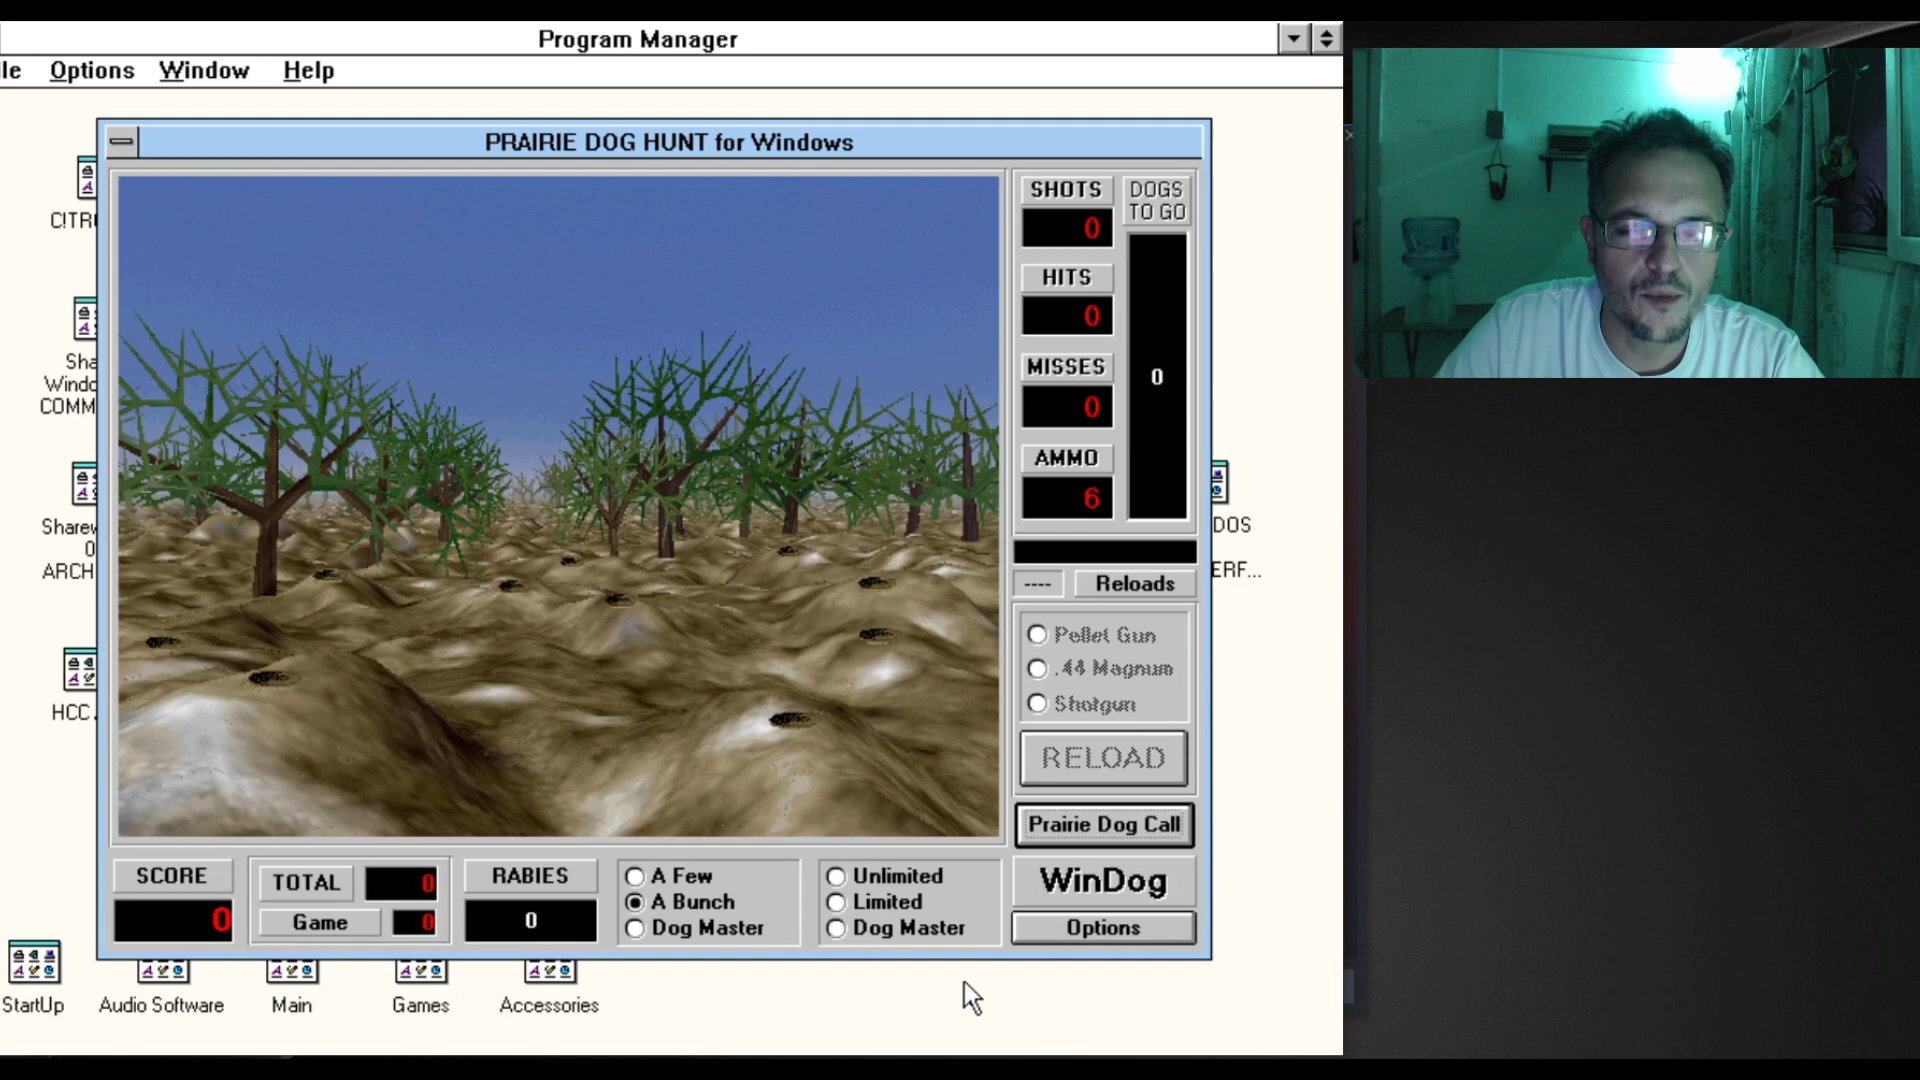 Program Manager
ile Options Window Help
PRAIRIE DOG HUNT for Windows
SHOTS
0
DOGS
TO GO
0
HITS
0
MISSES
0
AMMO
6
---- Reloads
Pellet Gun
.44 Magnum
Shotgun
RELOAD
Prairie Dog Call
WinDog
Options
SCORE
0
TOTAL 0
Game 0
RABIES
0
A Few
A Bunch
Dog Master
Unlimited
Limited
Dog Master
C!TR
Sha
Windo
COMM
Sharew
0
ARCH
HCC
DOS
ERF...
StartUp
Audio Software
Main
Games
Accessories